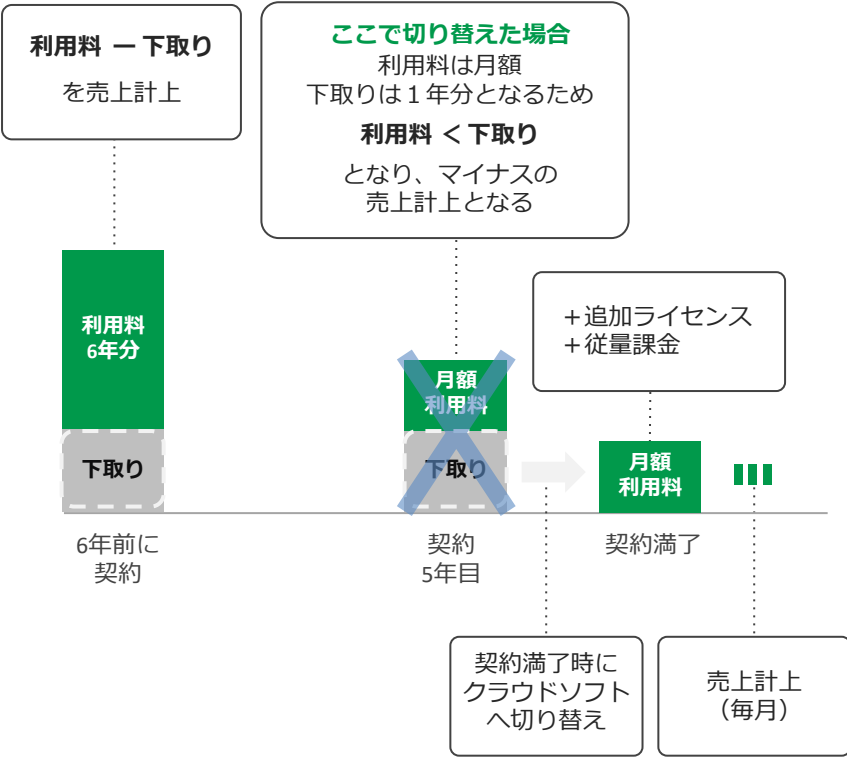 利用料 ー 下取り
を売上計上
ここで切り替えた場合
利用料は月額
下取りは１年分となるため
利用料 ＜ 下取り
となり、マイナスの
売上計上となる
利用料
6年分
下取り
月額
利用料
下取り
＋追加ライセンス
＋従量課金
月額
利用料
6年前に
契約
契約
5年目
契約満了
契約満了時に
クラウドソフト
へ切り替え
売上計上
（毎月）